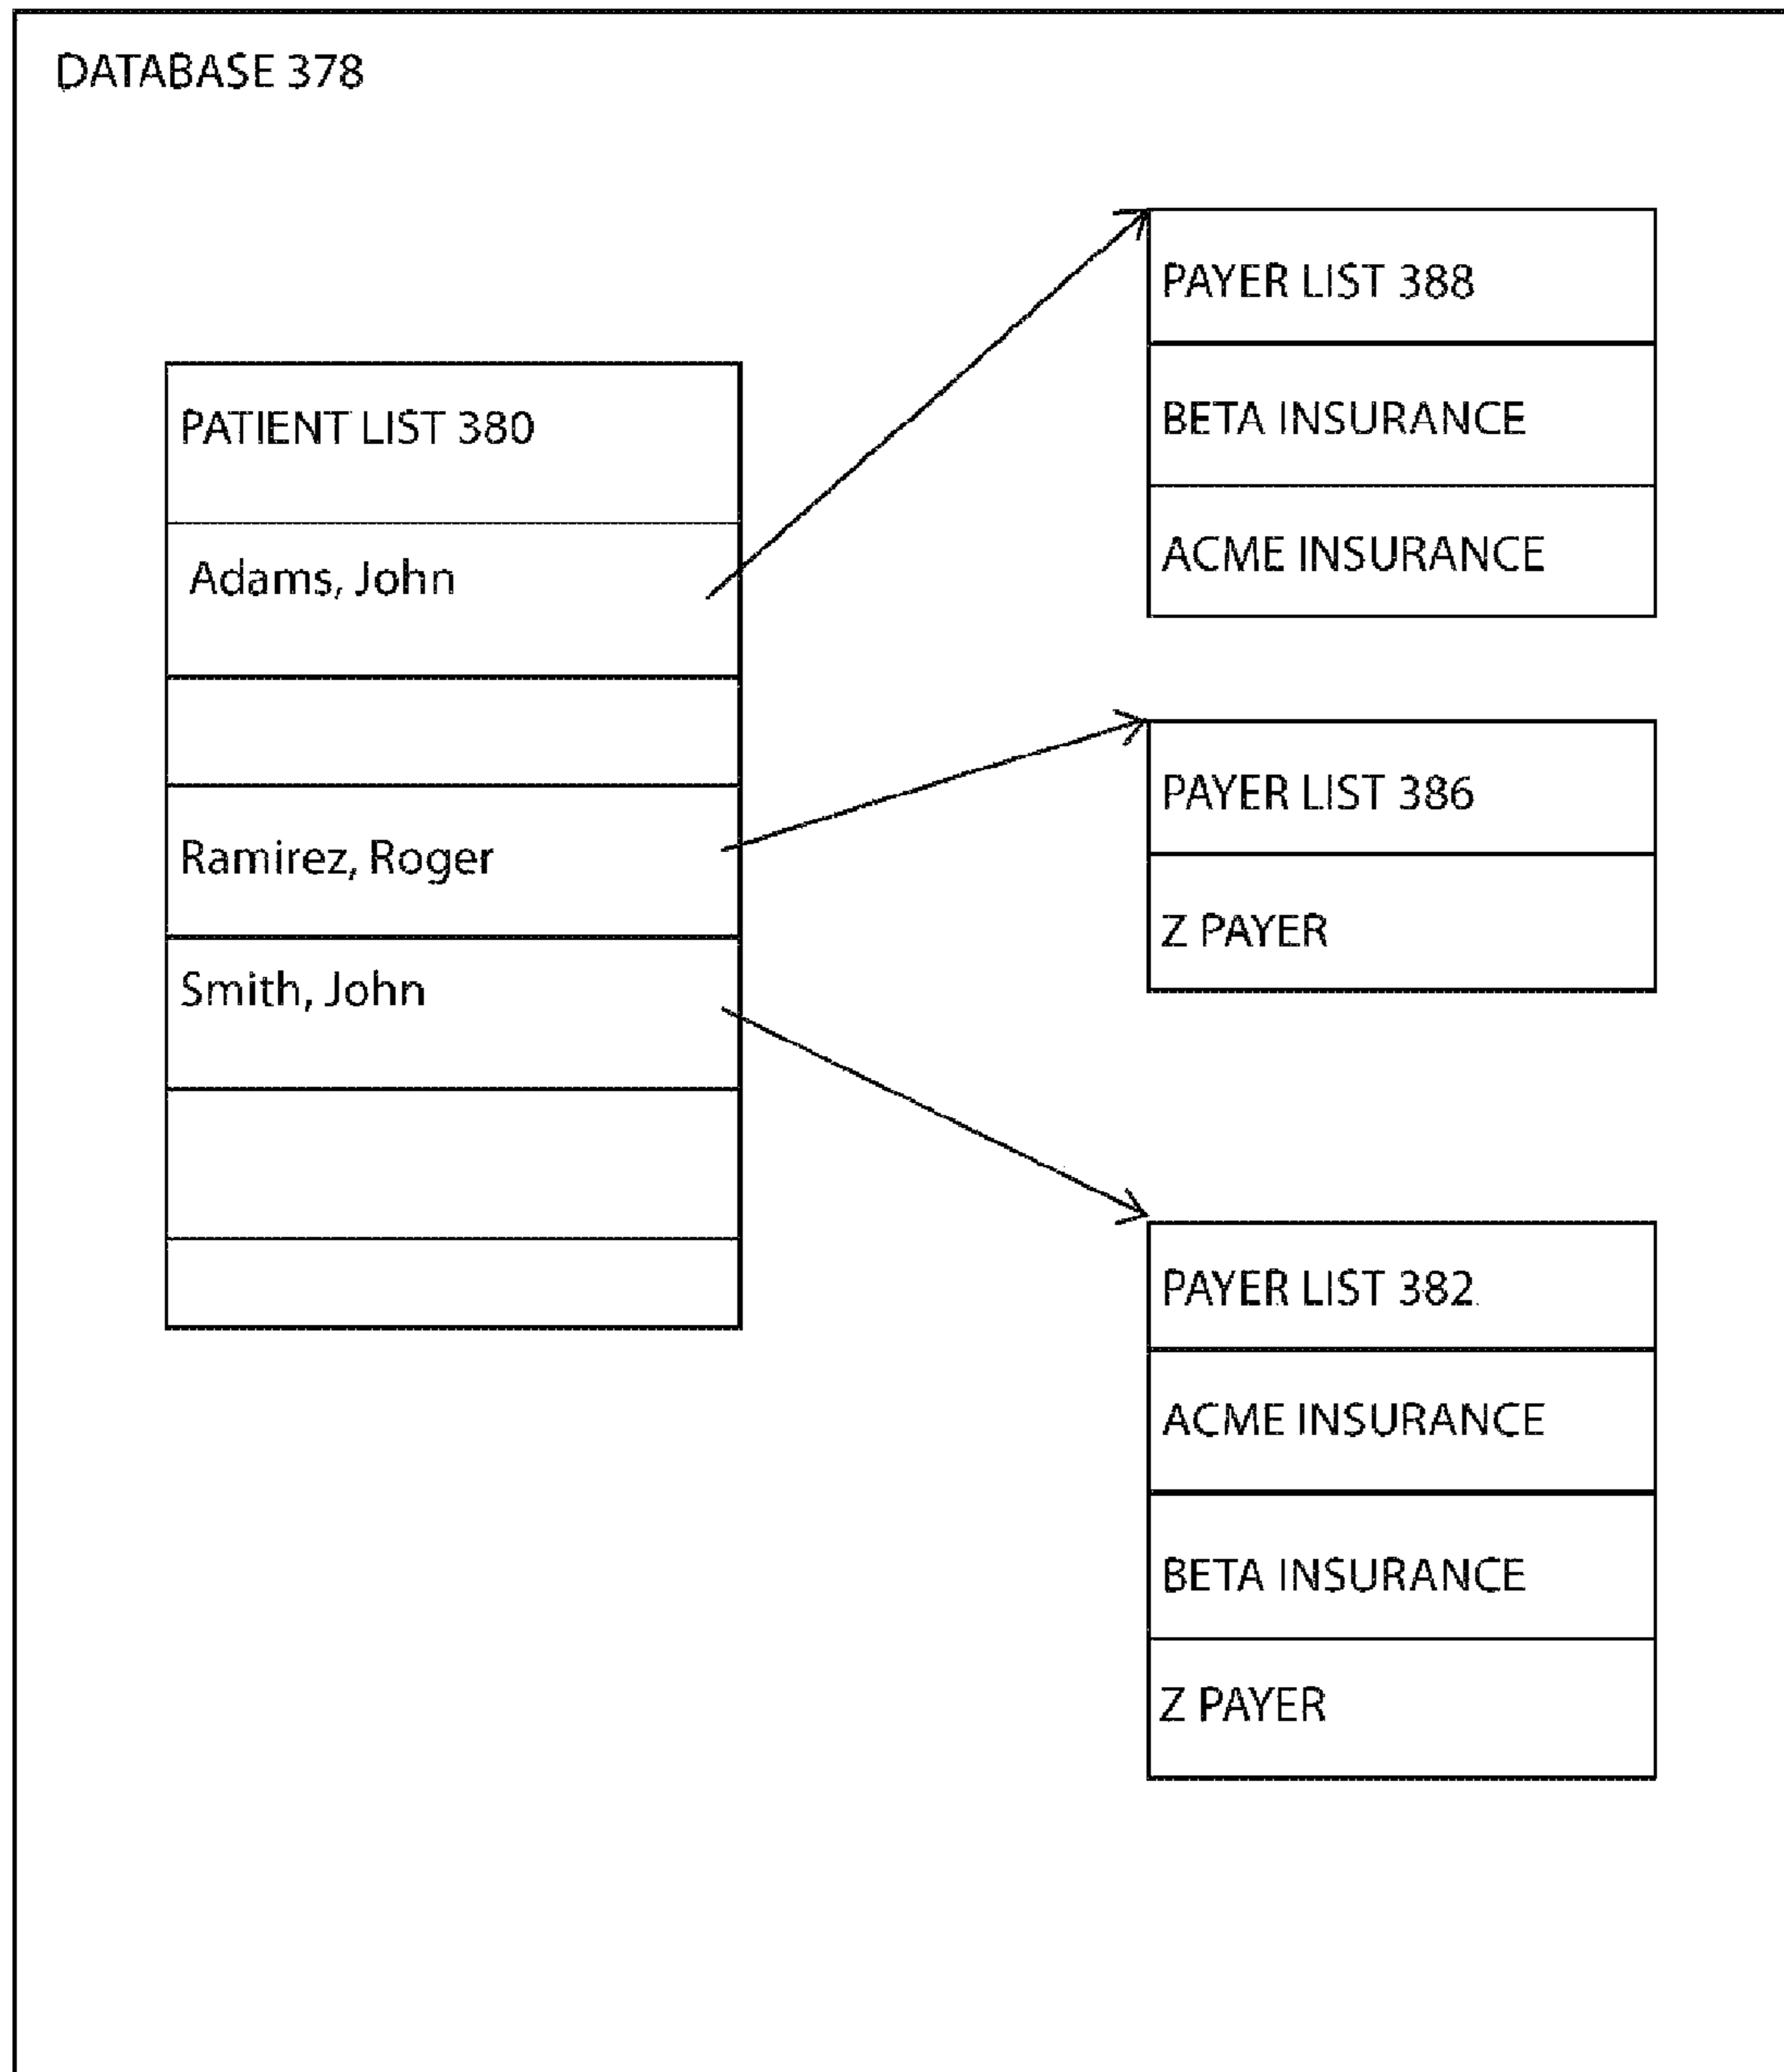 DATABASE 378
PATIENT LIST 380
Adams, John
Ramirez, Roger
Smith, John
PAYER LIST 388
BETA INSURANCE
ACME INSURANCE
PAYER LIST 386
Z PAYER
PAYER LIST 382
ACME INSURANCE
BETA INSURANCE
Z PAYER